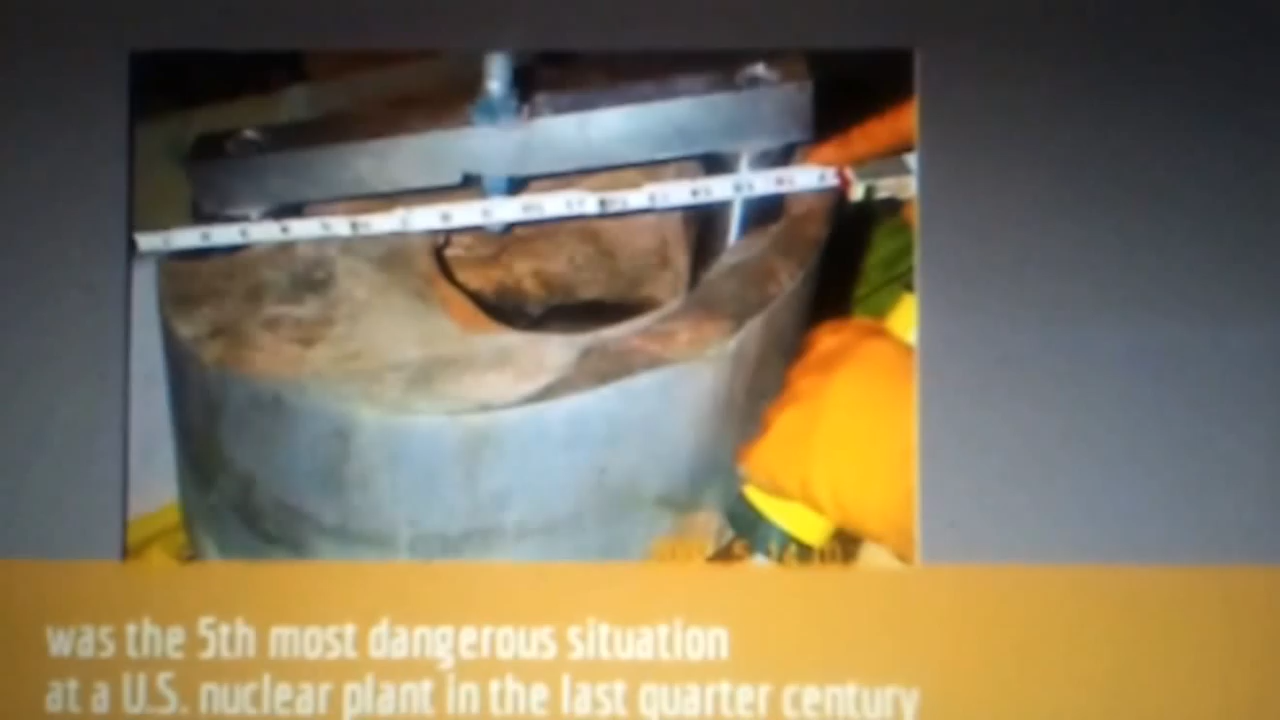 was the 5th most dangerous situation
at a U.S. nuclear plant in the last quarter century